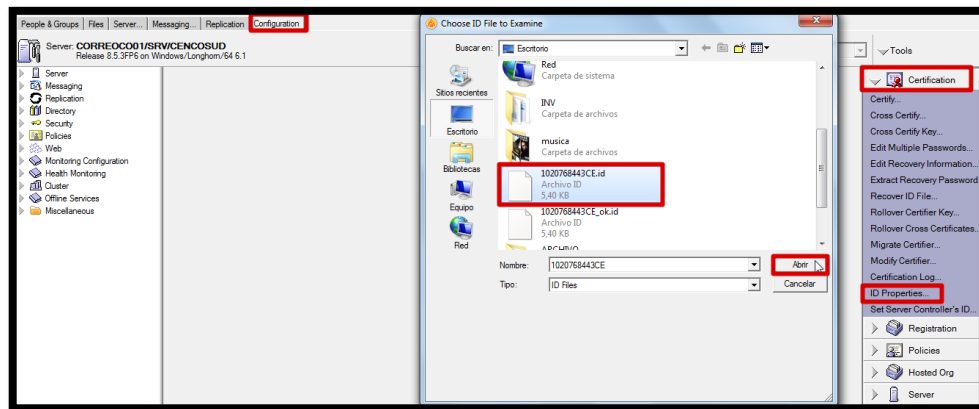 People & Groups Files Server... Messaging... Replication Configuration
Server: CORREOCO01/SRV/CENCOSUD
Release 8.5.3FP6 on Windows/Longhorn/64 6.1
Server
Messaging
Replication
Directory
Security
Policies
Web
Monitoring Configuration
Health Monitoring
Cluster
Offline Services
Miscellaneous
Choose ID File to Examine
Buscar en: Escritorio
Sitios recientes
Escritorio
Bibliotecas
Equipo
Red
Red
Carpeta de sistema
INV
Carpeta de archivos
musica
Carpeta de archivos
1020768443CE.id
Archivo ID
5,40 KB
1020768443CE_ok.id
Archivo ID
5,40 KB
ARCHIVO
Nombre: 1020768443CE Abrir
Tipo: ID Files Cancelar
Tools
Certification
Certify...
Cross Certify...
Cross Certify Key...
Edit Multiple Passwords...
Edit Recovery Information...
Extract Recovery Password
Recover ID File...
Rollover Certifier Key...
Rollover Cross Certificates..
Migrate Certifier...
Modify Certifier...
Certification Log...
ID Properties...
Set Server Controller's ID...
Registration
Policies
Hosted Org
Server